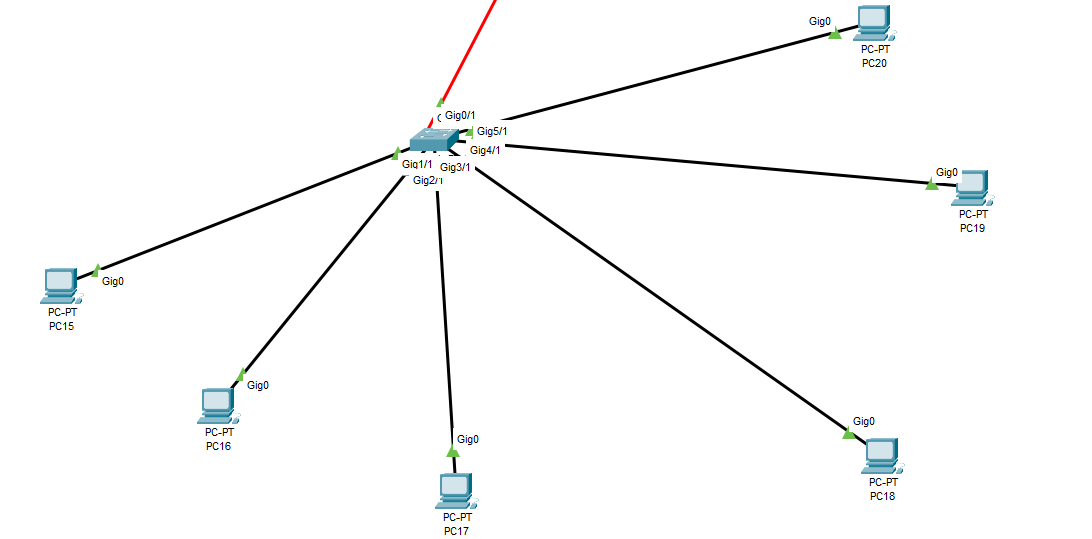 Gig0
PC-PT
PC20
Gig0/1
Gig5/1
Gig4/1
Gig1/1
Gig3/1
Gig2/1
Gig0
PC-PT
PC19
Gig0
PC-PT
PC15
Gig0
PC-PT
PC16
Gig0
PC-PT
PC18
Gig0
PC-PT
PC17